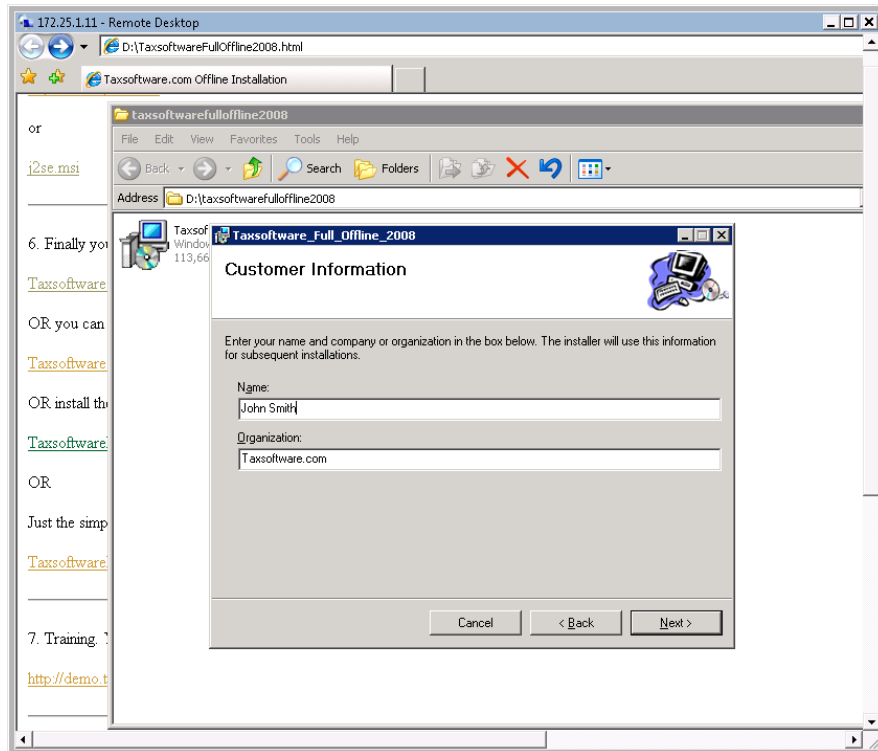 172.25.1.11 - Remote Desktop
D:\TaxsoftwareFullOffline2008.html
Taxsoftware.com Offline Installation
or
j2se.msi
6. Finally you
Taxsoftware
OR you can
Taxsoftware
OR install the
Taxsoftware
OR
Just the simp
Taxsoftware
7. Training.
http://demo.t
taxsoftwarefulloffline2008
File Edit View Favorites Tools Help
Back Search Folders
Address D:\taxsoftwarefulloffline2008
Taxsof
Window
113,66
Taxsoftware_Full_Offline_2008
Customer Information
Enter your name and company or organization in the box below. The installer will use this information
for subsequent installations.
Name:
John Smith
Organization:
Taxsoftware.com
Cancel < Back Next >